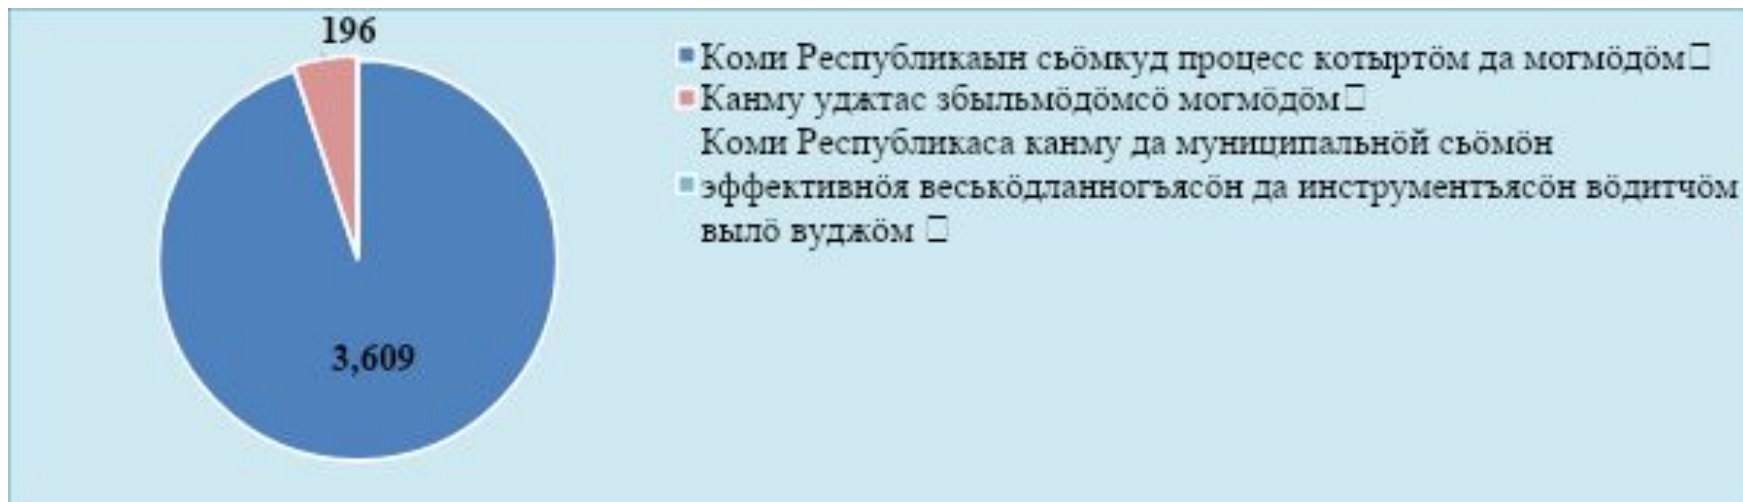 196
3,609
Коми Республикаын сьӧмкуд процесс котыртӧм да могмӧдӧм
Канму уджтас збыльмӧдӧмсӧ могмӧдӧм
Коми Республикаса канму да муниципальнӧй сьӧмӧн
эффективнӧя веськӧдланногъясӧн да инструментъясӧн вӧдитчӧм
вылӧ вуджӧм